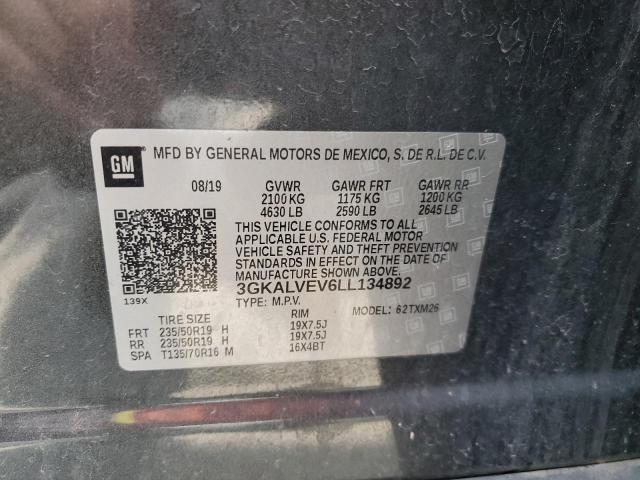 GM
MFD BY GENERAL MOTORS DE MEXICO, S. DE R.L. DE C.V.
08/19 GVWR GAWR FRT GAWR RR
2100 KG 1175 KG 1200 KG
4630 LB 2590 LB 2645 LB
THIS VEHICLE CONFORMS TO ALL
APPLICABLE U.S. FEDERAL MOTOR
VEHICLE SAFETY AND THEFT PREVENTION
STANDARDS IN EFFECT ON THE DATE OF
MANUFACTURE SHOWN ABOVE.
3GKALVEV6LL134892
139X
TYPE: M.P.V. MODEL: 62TXM26
TIRE SIZE RIM
FRT 235/50R19 H 19X7.5J
RR 235/50R19 H 19X7.5J
SPA T135/70R16 M 16X4BT